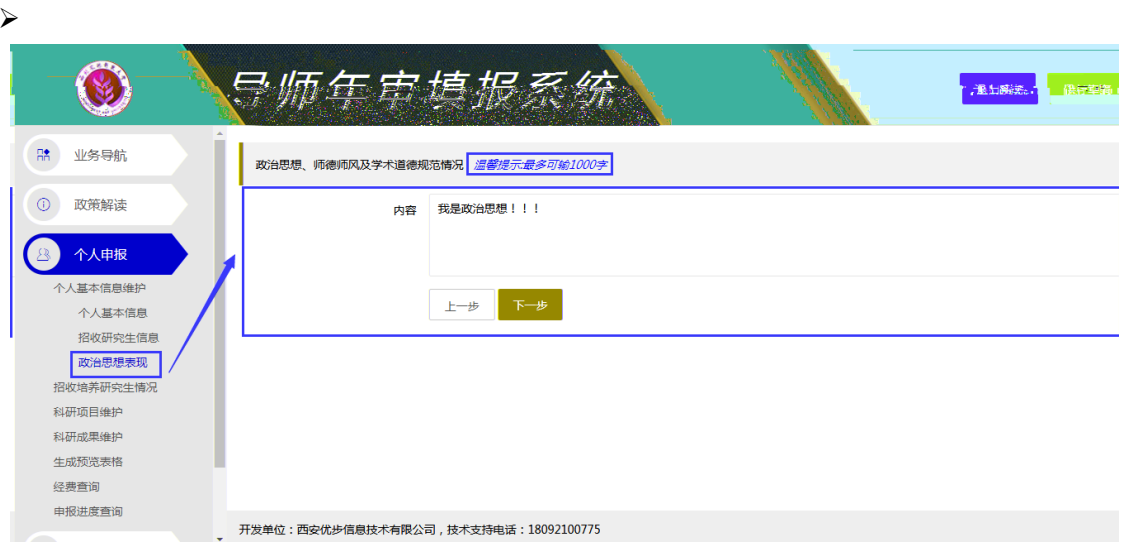 ➢
导师年审填报系统
业务导航
政策解读
个人申报
个人基本信息维护
个人基本信息
招收研究生信息
政治思想表现
招收培养研究生情况
科研项目维护
科研成果维护
生成预览表格
经费查询
申报进度查询
政治思想、师德师风及学术道德规范情况 温馨提示:最多可输1000字
内容 我是政治思想！！！
上一步 下一步
开发单位：西安优步信息技术有限公司，技术支持电话：18092100775